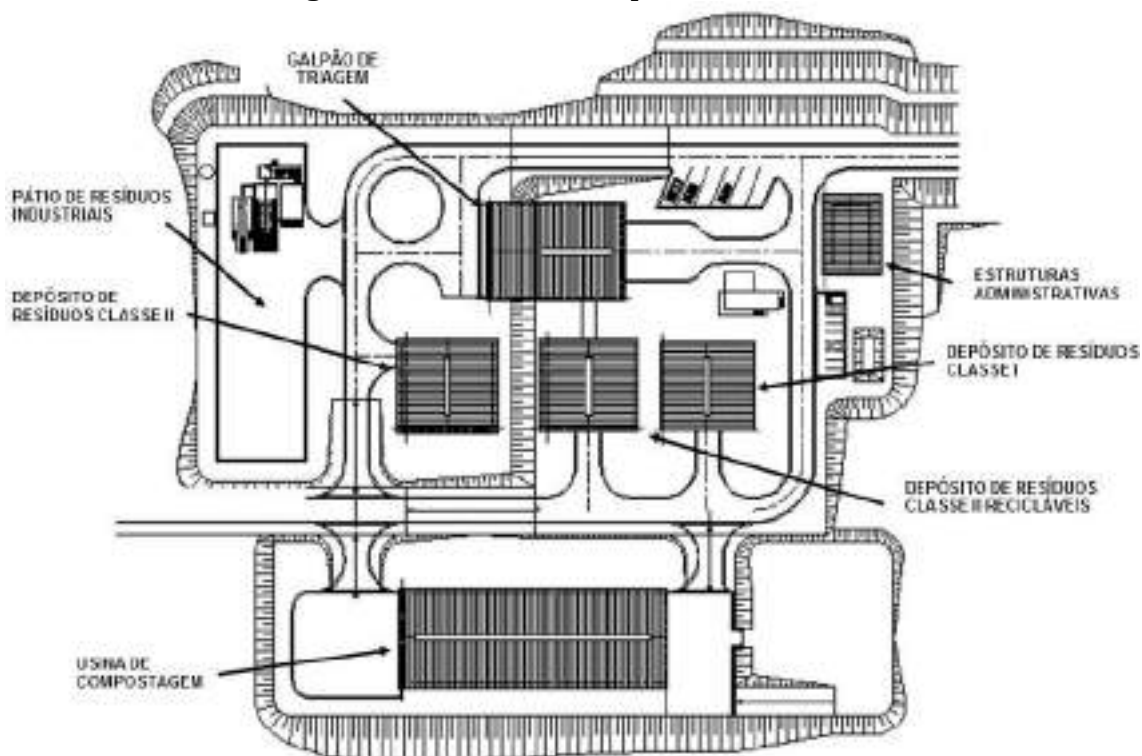 GALPÃO DE
TRIAGEM
PÁTIO DE RESÍDUOS
INDUSTRIAIS
DEPÓSITO DE
RESÍDUOS CLASSE II
ESTRUTURAS
ADMINISTRATIVAS
DEPÓSITO DE RESÍDUOS
CLASSE I
DEPÓSITO DE RESÍDUOS
CLASSE II RECICLÁVEIS
USINA DE
COMPOSTAGEM